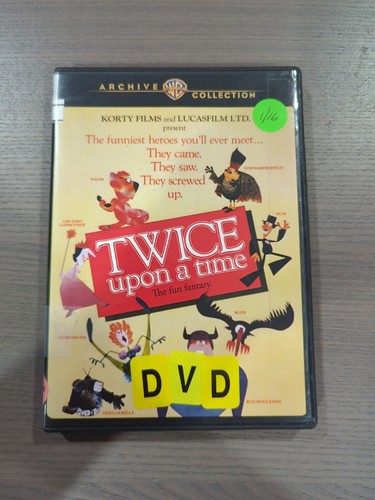 ARCHIVE WB COLLECTION
1/16
KORTY FILMS and LUCASFILM LTD.
present
The funniest heroes you'll ever meet...
They came.
They saw.
They screwed
up.
TWICE
upon a time
The fun fantasy.
DVD